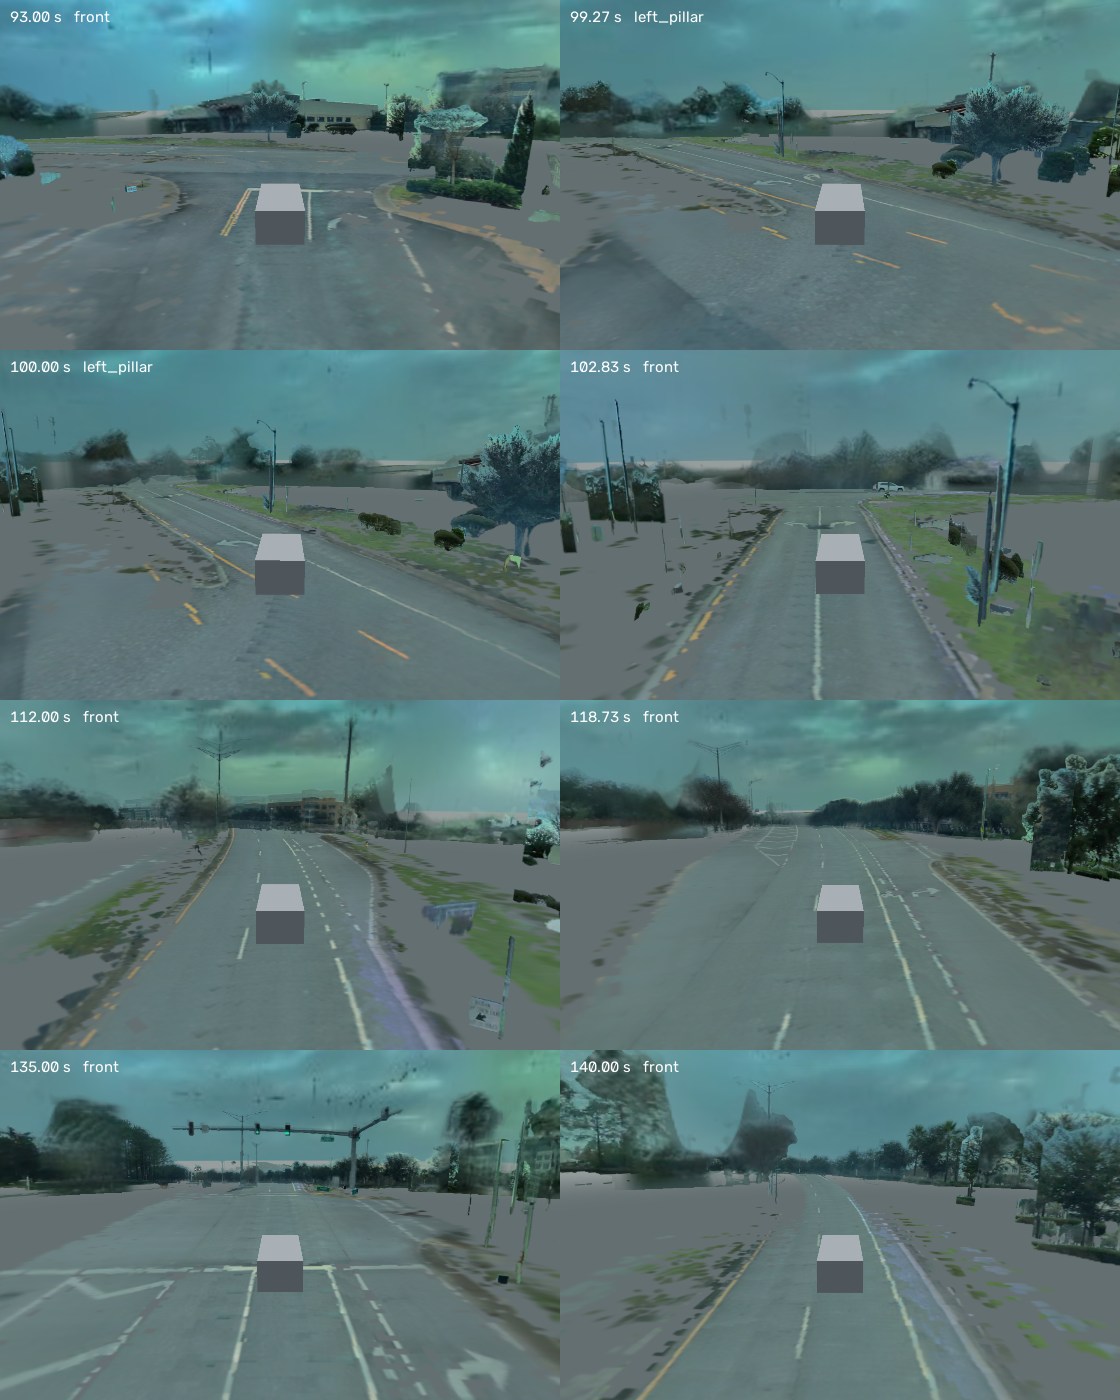 93.00 s front
99.27 s left_pillar
100.00 s left_pillar
102.83 s front
112.00 s front
118.73 s front
135.00 s front
140.00 s front